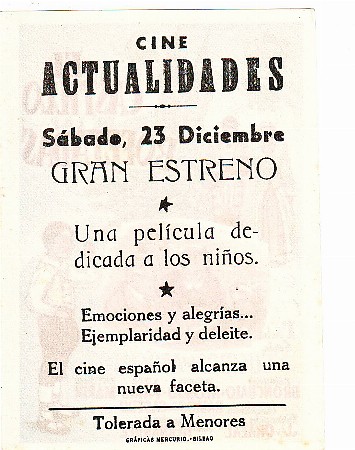 CINE
ACTUALIDADES
Sábado, 23 Diciembre
GRAN ESTRENO
Una película de-
dicada a los niños.
Emociones y alegrías...
Ejemplaridad y deleite.
El cine español alcanza una
nueva faceta.
Tolerada a Menores
GRÁFICAS MERCURIO.-BILBAO